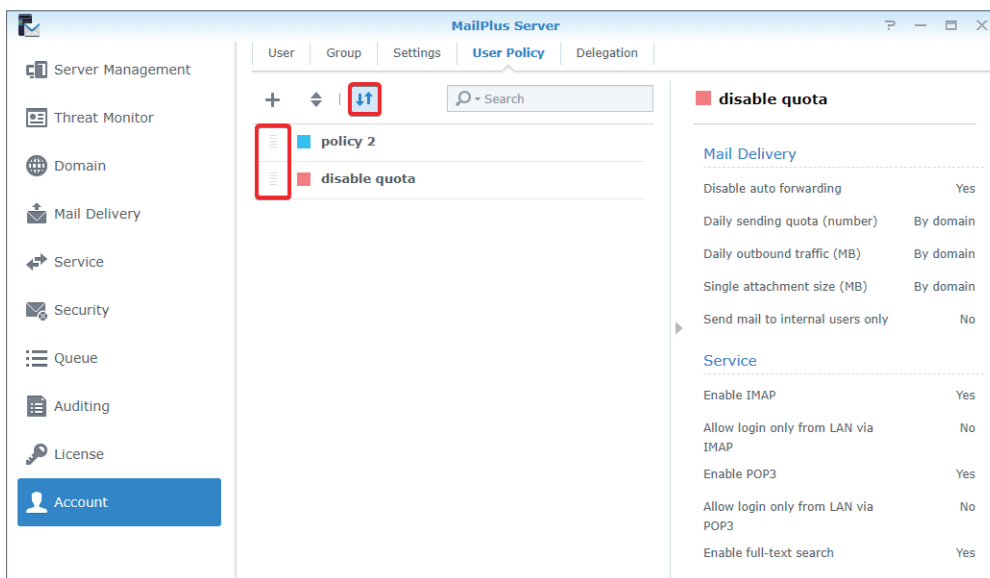 MailPlus Server
Server Management
Threat Monitor
Domain
Mail Delivery
Service
Security
Queue
Auditing
License
Account
User Group Settings User Policy Delegation
Search
policy 2
disable quota
disable quota
Mail Delivery
Disable auto forwarding Yes
Daily sending quota (number) By domain
Daily outbound traffic (MB) By domain
Single attachment size (MB) By domain
Send mail to internal users only No
Service
Enable IMAP Yes
Allow login only from LAN via No
IMAP
Enable POP3 Yes
Allow login only from LAN via No
POP3
Enable full-text search Yes